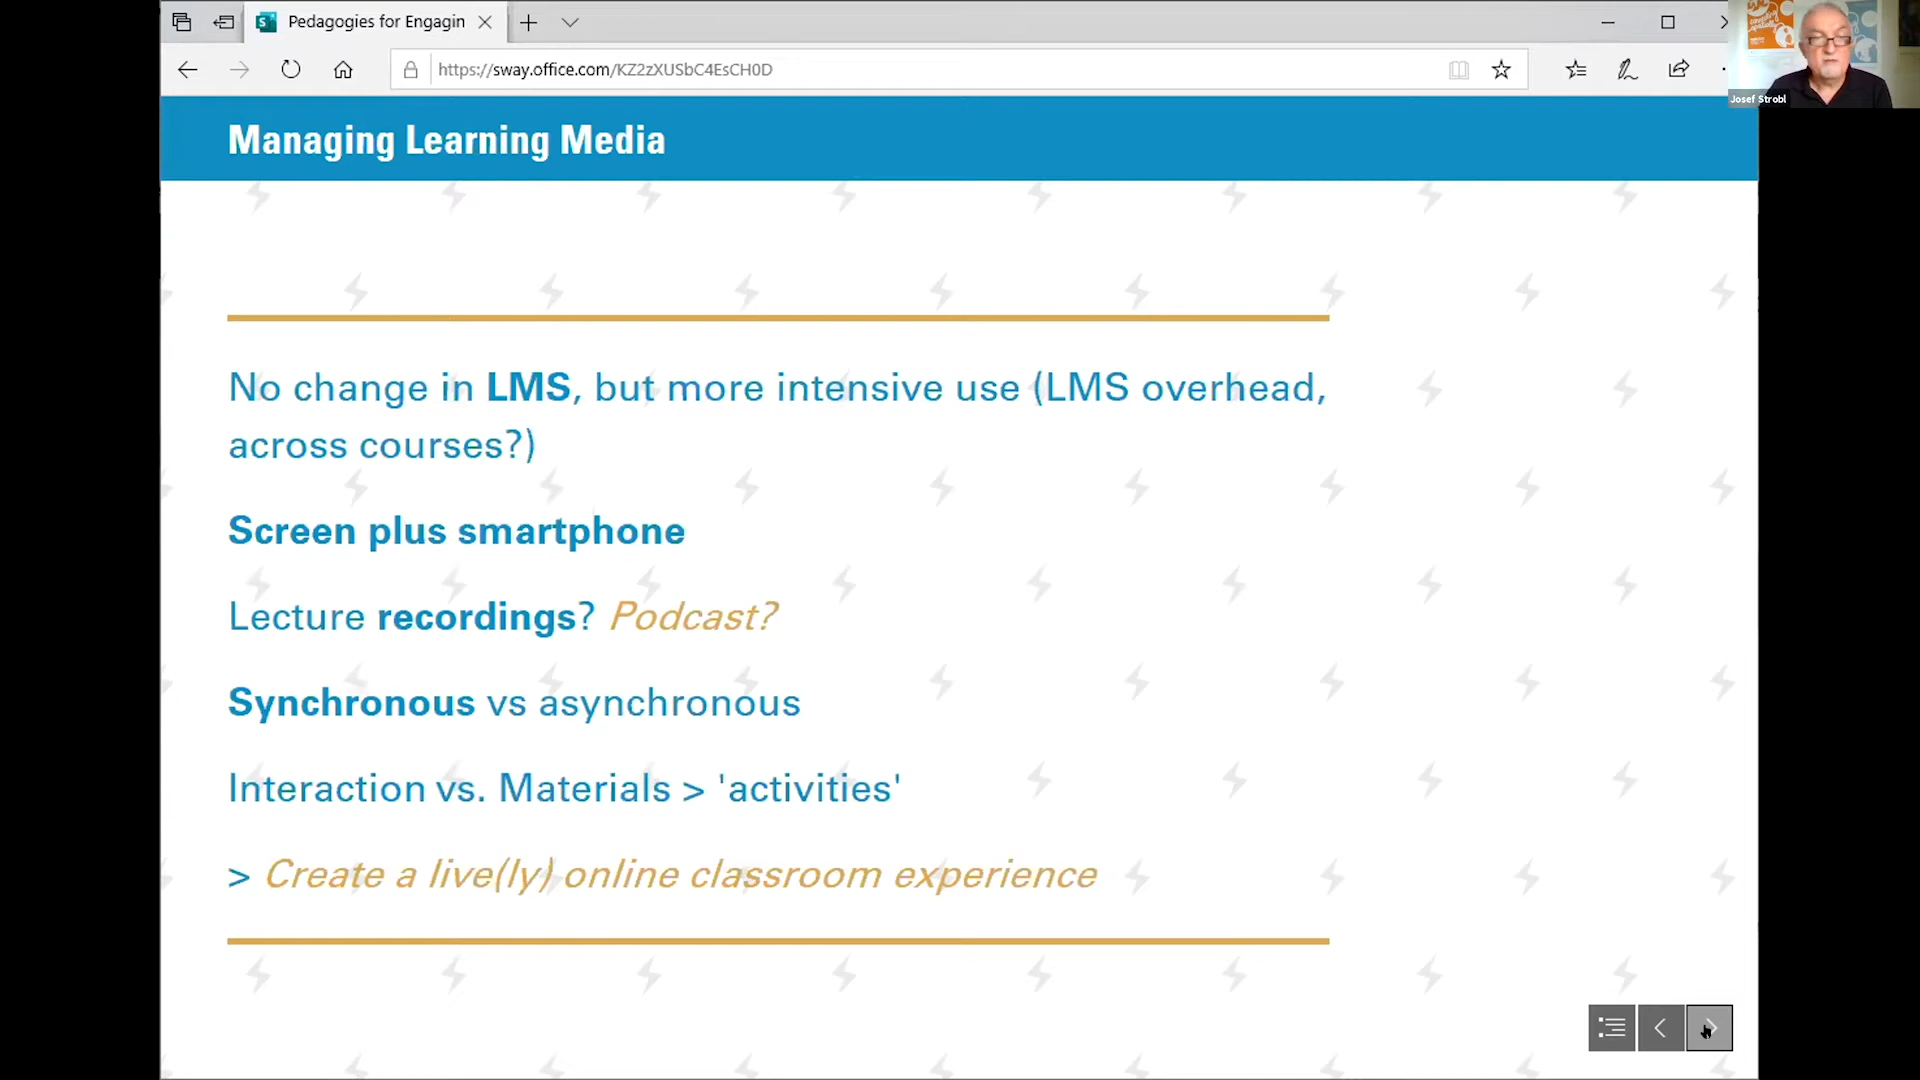 Pedagogies for Engagin
https://sway.office.com/KZ2zXUSbC4EsCH0D
Josef Strobl
Managing Learning Media
No change in LMS, but more intensive use (LMS overhead,
across courses?)
Screen plus smartphone
Lecture recordings? Podcast?
Synchronous vs asynchronous
Interaction vs. Materials > 'activities'
> Create a live(ly) online classroom experience